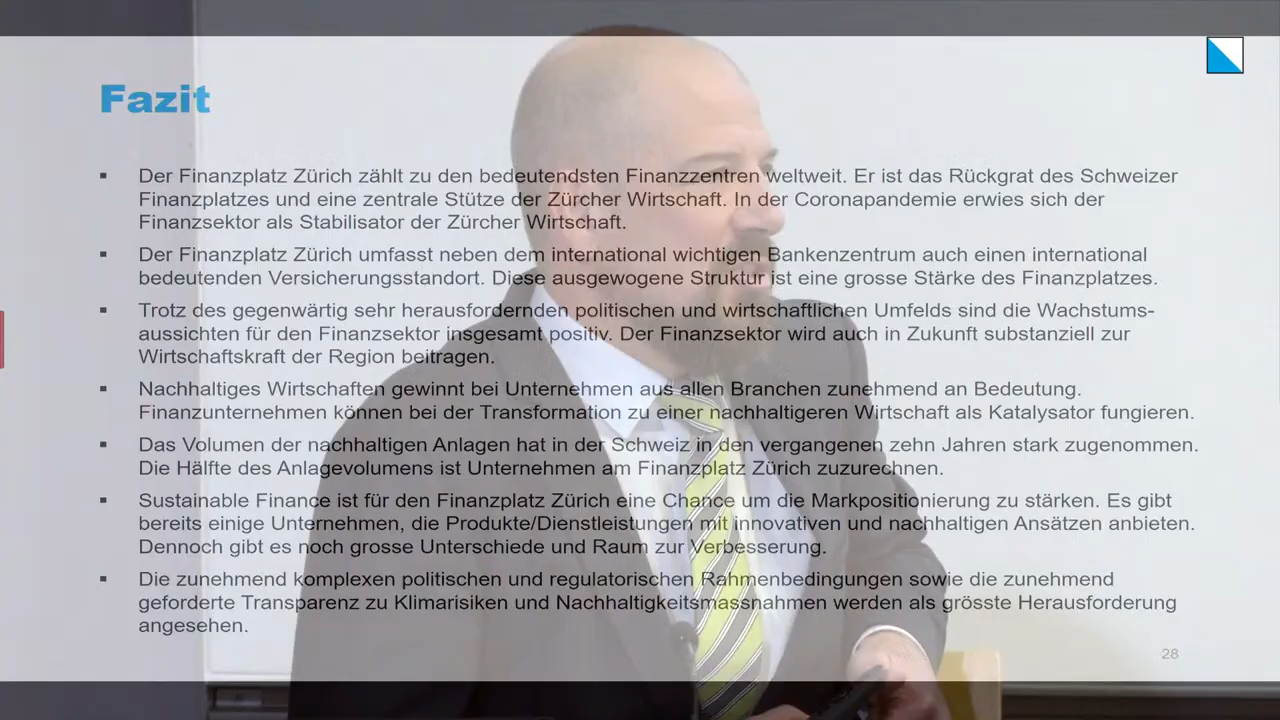 Fazit
▪ Der Finanzplatz Zürich zählt zu den bedeutendsten Finanzzentren weltweit. Er ist das Rückgrat des Schweizer
Finanzplatzes und eine zentrale Stütze der Zürcher Wirtschaft. In der Coronapandemie erwies sich der
Finanzsektor als Stabilisator der Zürcher Wirtschaft.
▪ Der Finanzplatz Zürich umfasst neben dem international wichtigen Bankenzentrum auch einen international
bedeutenden Versicherungsstandort. Diese ausgewogene Struktur ist eine grosse Stärke des Finanzplatzes.
▪ Trotz des gegenwärtig sehr herausfordernden politischen und wirtschaftlichen Umfelds sind die Wachstums-
aussichten für den Finanzsektor insgesamt positiv. Der Finanzsektor wird auch in Zukunft substanziell zur
Wirtschaftskraft der Region beitragen.
▪ Nachhaltiges Wirtschaften gewinnt bei Unternehmen aus allen Branchen zunehmend an Bedeutung.
Finanzunternehmen können bei der Transformation zu einer nachhaltigeren Wirtschaft als Katalysator fungieren.
▪ Das Volumen der nachhaltigen Anlagen hat in der Schweiz in den vergangenen zehn Jahren stark zugenommen.
Die Hälfte des Anlagevolumens ist Unternehmen am Finanzplatz Zürich zuzurechnen.
▪ Sustainable Finance ist für den Finanzplatz Zürich eine Chance um die Markpositionierung zu stärken. Es gibt
bereits einige Unternehmen, die Produkte/Dienstleistungen mit innovativen und nachhaltigen Ansätzen anbieten.
Dennoch gibt es noch grosse Unterschiede und Raum zur Verbesserung.
▪ Die zunehmend komplexen politischen und regulatorischen Rahmenbedingungen sowie die zunehmend
geforderte Transparenz zu Klimarisiken und Nachhaltigkeitsmassnahmen werden als grösste Herausforderung
angesehen.
28